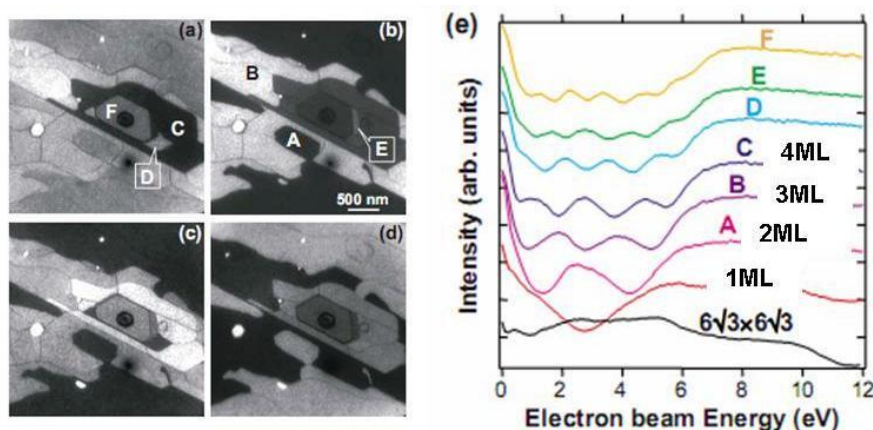 (a)
F
C
D
(b)
B
A
E
500 nm
(c)
(d)
(e)
Intensity (arb. units)
F
E
D
C 4ML
B 3ML
A 2ML
1ML
6√3×6√3
0 2 4 6 8 10 12
Electron beam Energy (eV)